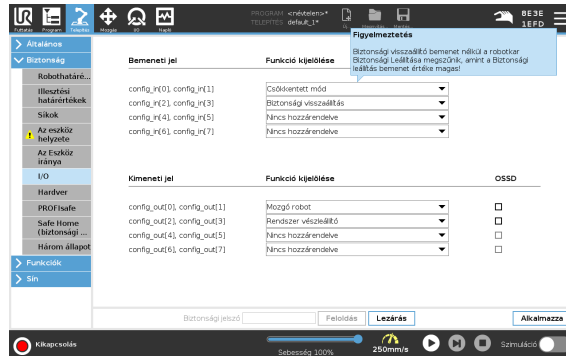 PROGRAM <névtelen>*
TELEPÍTÉS default_1*
8E3E
1EFD
Futtatás Program Telepítés Mozgás I/O Napló
Figyelmeztetés
Biztonsági visszaállító bemenet nélkül a robotkar
Biztonsági Leállítása megszűnik, amint a Biztonsági
leállítás bemenet értéke magas!
Általános
Biztonság
Robothatáré...
Illesztési
határértékek
Síkok
Az eszköz
helyzete
Az Eszköz
iránya
I/O
Hardver
PROFIsafe
Safe Home
(biztonsági ...
Három állapot
Funkciók
Sín
Bemeneti jel Funkció kijelölése
config_in[0], config_in[1] Csökkentett mód
config_in[2], config_in[3] Biztonsági visszaállítás
config_in[4], config_in[5] Nincs hozzárendelve
config_in[6], config_in[7] Nincs hozzárendelve
Kimeneti jel Funkció kijelölése OSSD
config_out[0], config_out[1] Mozgó robot
config_out[2], config_out[3] Rendszer vészleállító
config_out[4], config_out[5] Nincs hozzárendelve
config_out[6], config_out[7] Nincs hozzárendelve
Biztonsági jelszó Feloldás Lezárás Alkalmazza
Kikapcsolás
Sebesség 100%
250mm/s
Szimuláció